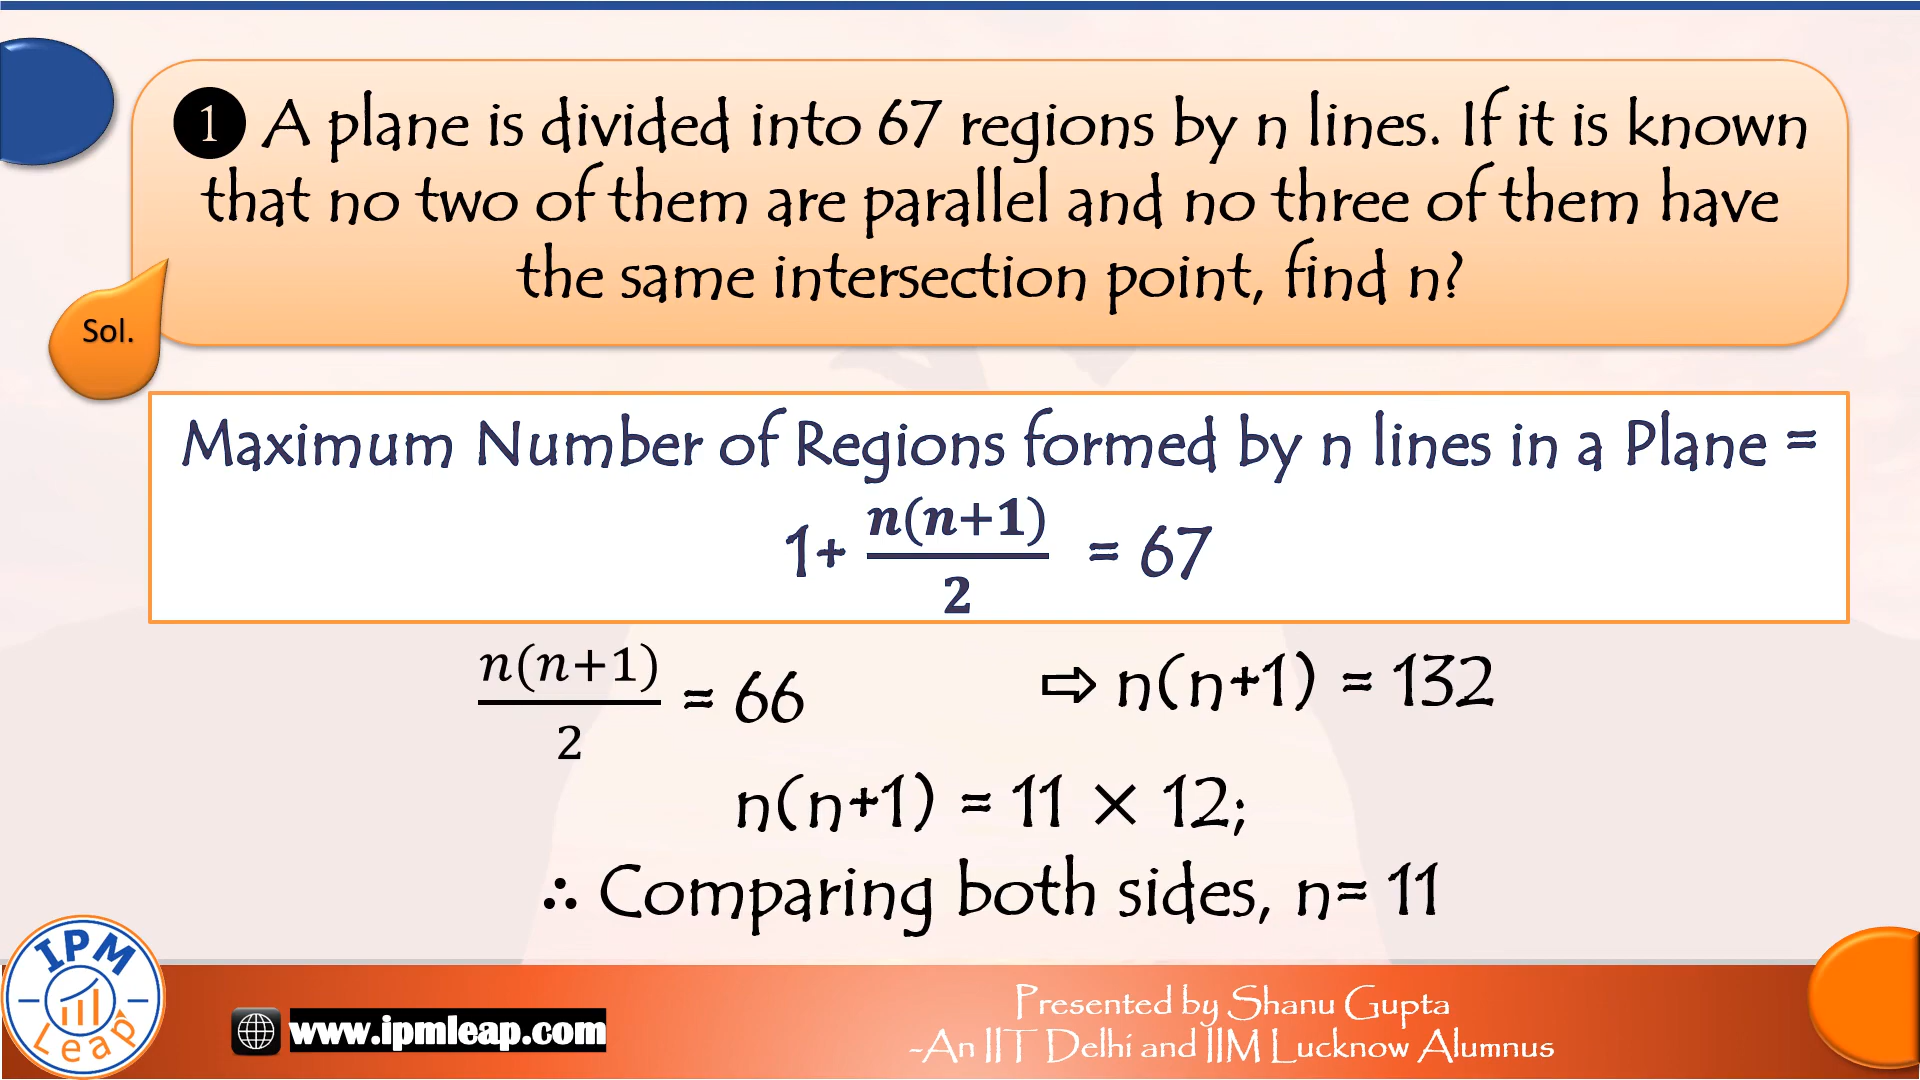 ❶ A plane is divided into 67 regions by n lines. If it is known
that no two of them are parallel and no three of them have
the same intersection point, find n?
Sol.
Maximum Number of Regions formed by n lines in a Plane =
1+ n(n+1)/2 = 67
n(n+1)/2 = 66 ⇨ n(n+1) = 132
n(n+1) = 11 × 12;
∴ Comparing both sides, n= 11
IPM
Leap
www.ipmleap.com
Presented by Shanu Gupta
-An IIT Delhi and IIM Lucknow Alumnus